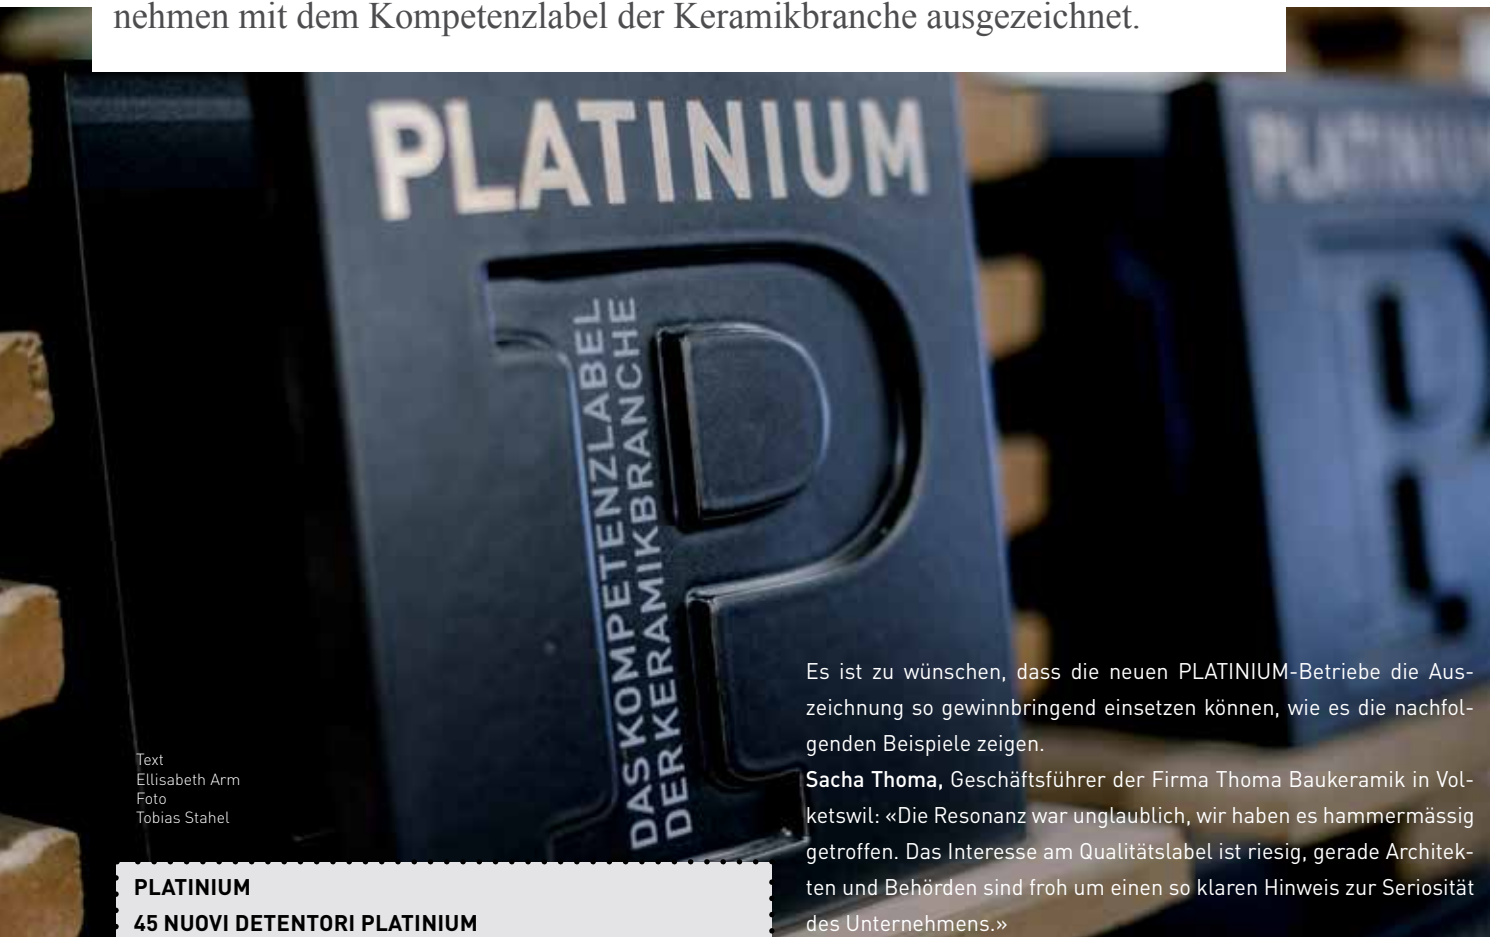 nehmen mit dem Kompetenzlabel der Keramikbranche ausgezeichnet.
PLATINIUM
DAS KOMPETENZLABEL
DER KERAMIKBRANCHE
PLATINIU
P
Text
Ellisabeth Arm
Foto
Tobias Stahel
PLATINIUM
45 NUOVI DETENTORI PLATINIUM
Es ist zu wünschen, dass die neuen PLATINIUM-Betriebe die Aus-
zeichnung so gewinnbringend einsetzen können, wie es die nachfol-
genden Beispiele zeigen.
Sacha Thoma, Geschäftsführer der Firma Thoma Baukeramik in Vol-
ketswil: «Die Resonanz war unglaublich, wir haben es hammermässig
getroffen. Das Interesse am Qualitätslabel ist riesig, gerade Architek-
ten und Behörden sind froh um einen so klaren Hinweis zur Seriosität
des Unternehmens.»